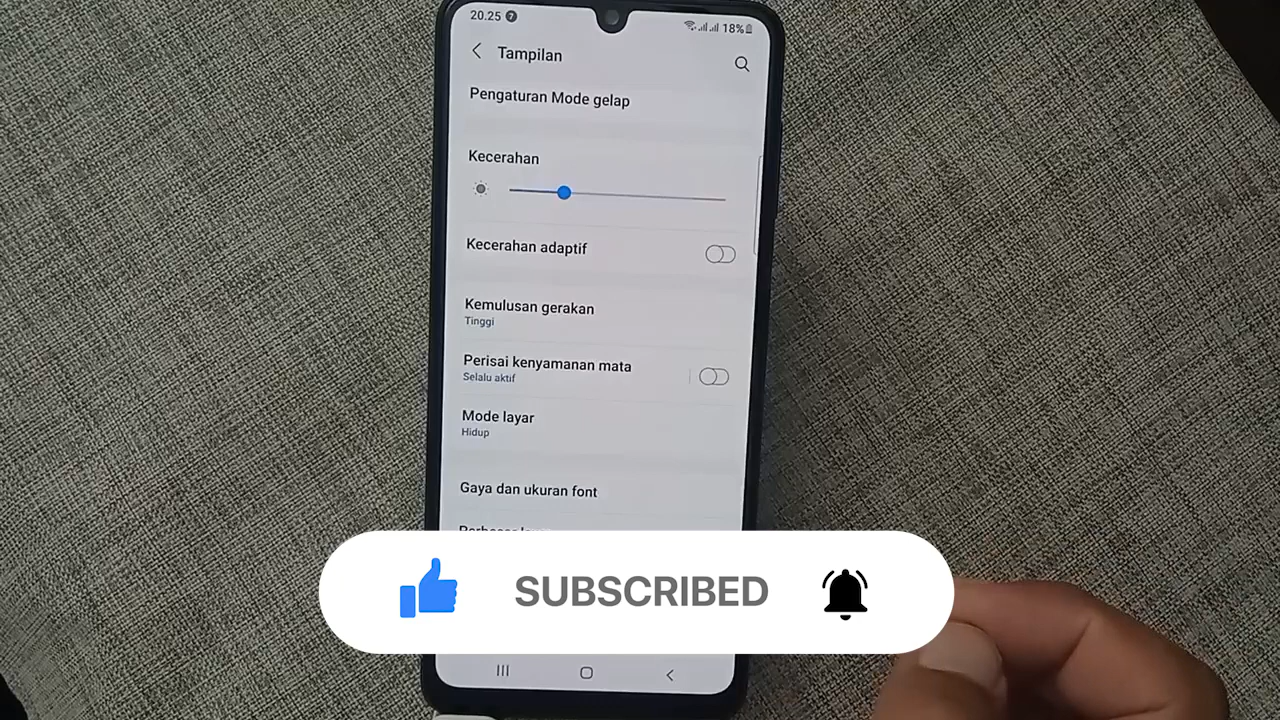 20.25 7 18%
Tampilan
Pengaturan Mode gelap
Kecerahan
Kecerahan adaptif
Kemulusan gerakan
Tinggi
Perisai kenyamanan mata
Selalu aktif
Mode layar
Hidup
Gaya dan ukuran font
SUBSCRIBED